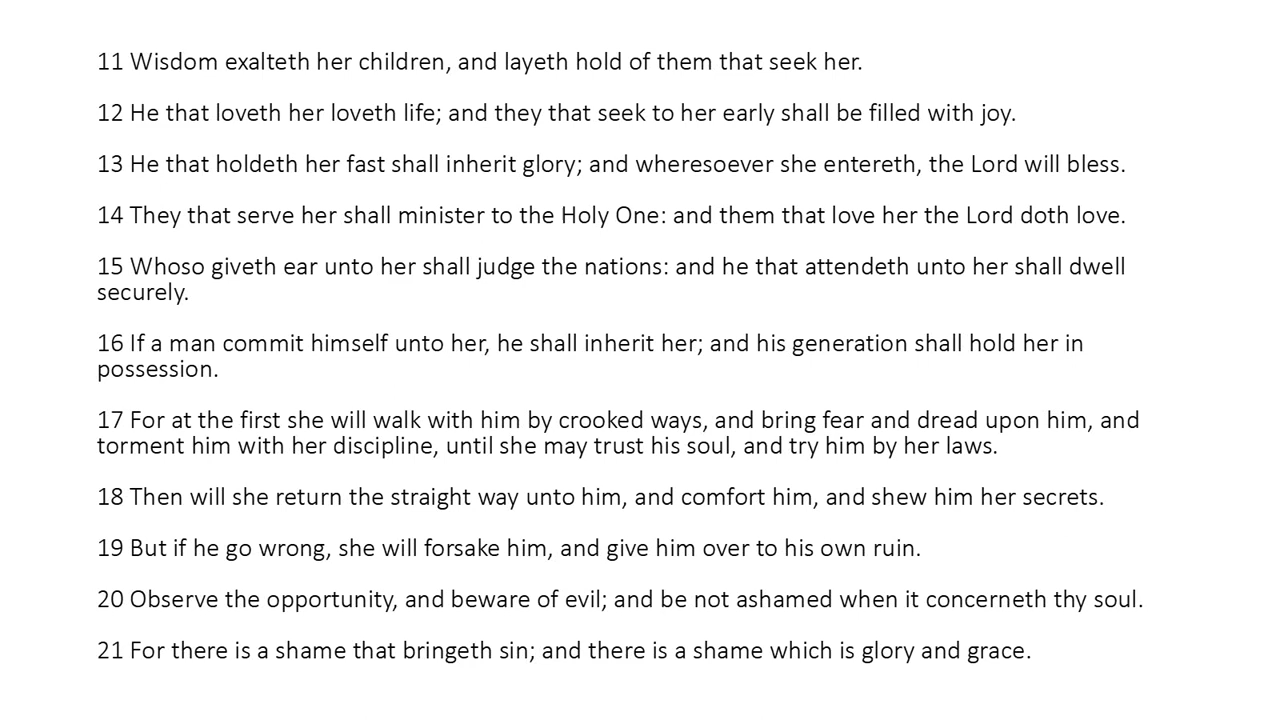 11 Wisdom exalteth her children, and layeth hold of them that seek her.
12 He that loveth her loveth life; and they that seek to her early shall be filled with joy.
13 He that holdeth her fast shall inherit glory; and wheresoever she entereth, the Lord will bless.
14 They that serve her shall minister to the Holy One: and them that love her the Lord doth love.
15 Whoso giveth ear unto her shall judge the nations: and he that attendeth unto her shall dwell
securely.
16 If a man commit himself unto her, he shall inherit her; and his generation shall hold her in
possession.
17 For at the first she will walk with him by crooked ways, and bring fear and dread upon him, and
torment him with her discipline, until she may trust his soul, and try him by her laws.
18 Then will she return the straight way unto him, and comfort him, and shew him her secrets.
19 But if he go wrong, she will forsake him, and give him over to his own ruin.
20 Observe the opportunity, and beware of evil; and be not ashamed when it concerneth thy soul.
21 For there is a shame that bringeth sin; and there is a shame which is glory and grace.